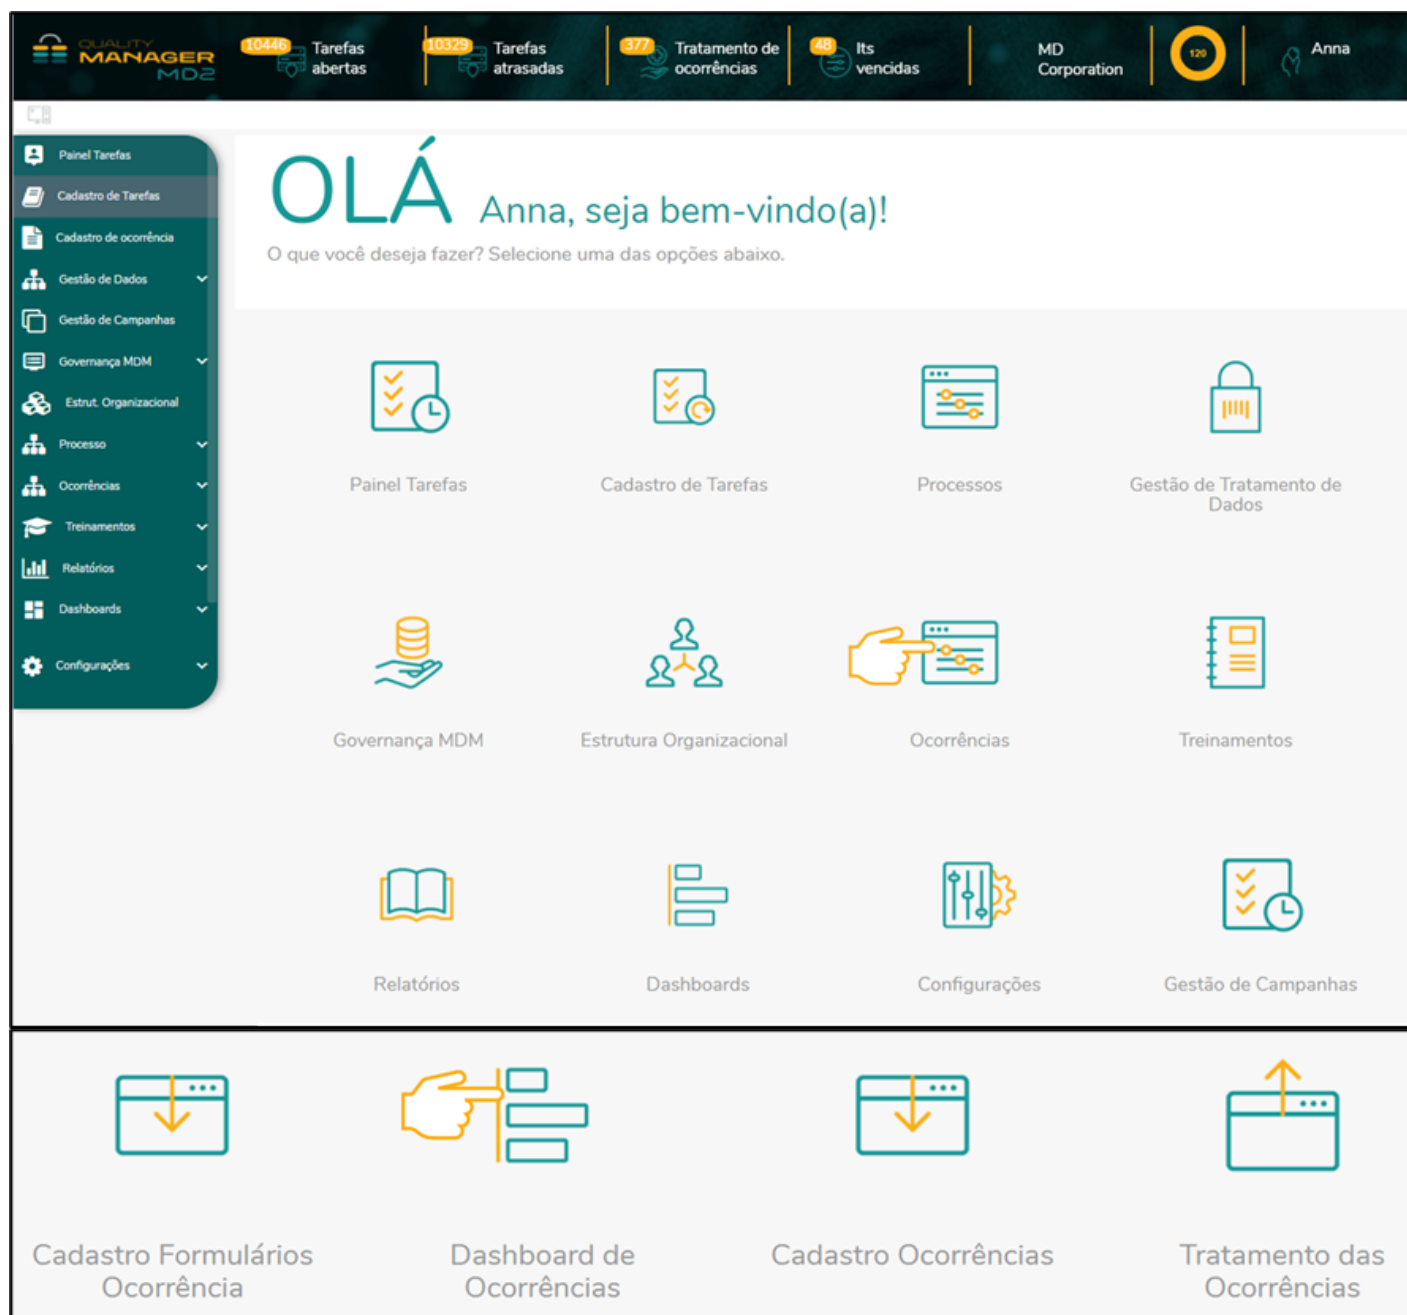 QUALITY
MANAGER
MD2
10446
Tarefas
abertas
10329
Tarefas
atrasadas
377
Tratamento de
ocorrências
48
Its
vencidas
MD
Corporation
120
Anna
Painel Tarefas
Cadastro de Tarefas
Cadastro de ocorrência
Gestão de Dados
Gestão de Campanhas
Governança MDM
Estrut. Organizacional
Processo
Ocorrências
Treinamentos
Relatórios
Dashboards
Configurações
OLÁ Anna, seja bem-vindo(a)!
O que você deseja fazer? Selecione uma das opções abaixo.
Painel Tarefas
Cadastro de Tarefas
Processos
Gestão de Tratamento de
Dados
Governança MDM
Estrutura Organizacional
Ocorrências
Treinamentos
Relatórios
Dashboards
Configurações
Gestão de Campanhas
Cadastro Formulários
Ocorrência
Dashboard de
Ocorrências
Cadastro Ocorrências
Tratamento das
Ocorrências